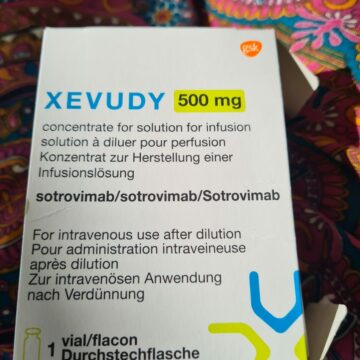 gsk
XEVUDY 500 mg
concentrate for solution for infusion
solution à diluer pour perfusion
Konzentrat zur Herstellung einer
Infusionslösung
sotrovimab/sotrovimab/Sotrovimab
For intravenous use after dilution
Pour administration intraveineuse
après dilution
Zur intravenösen Anwendung
nach Verdünnung
1 vial/flacon
Durchstechflasche